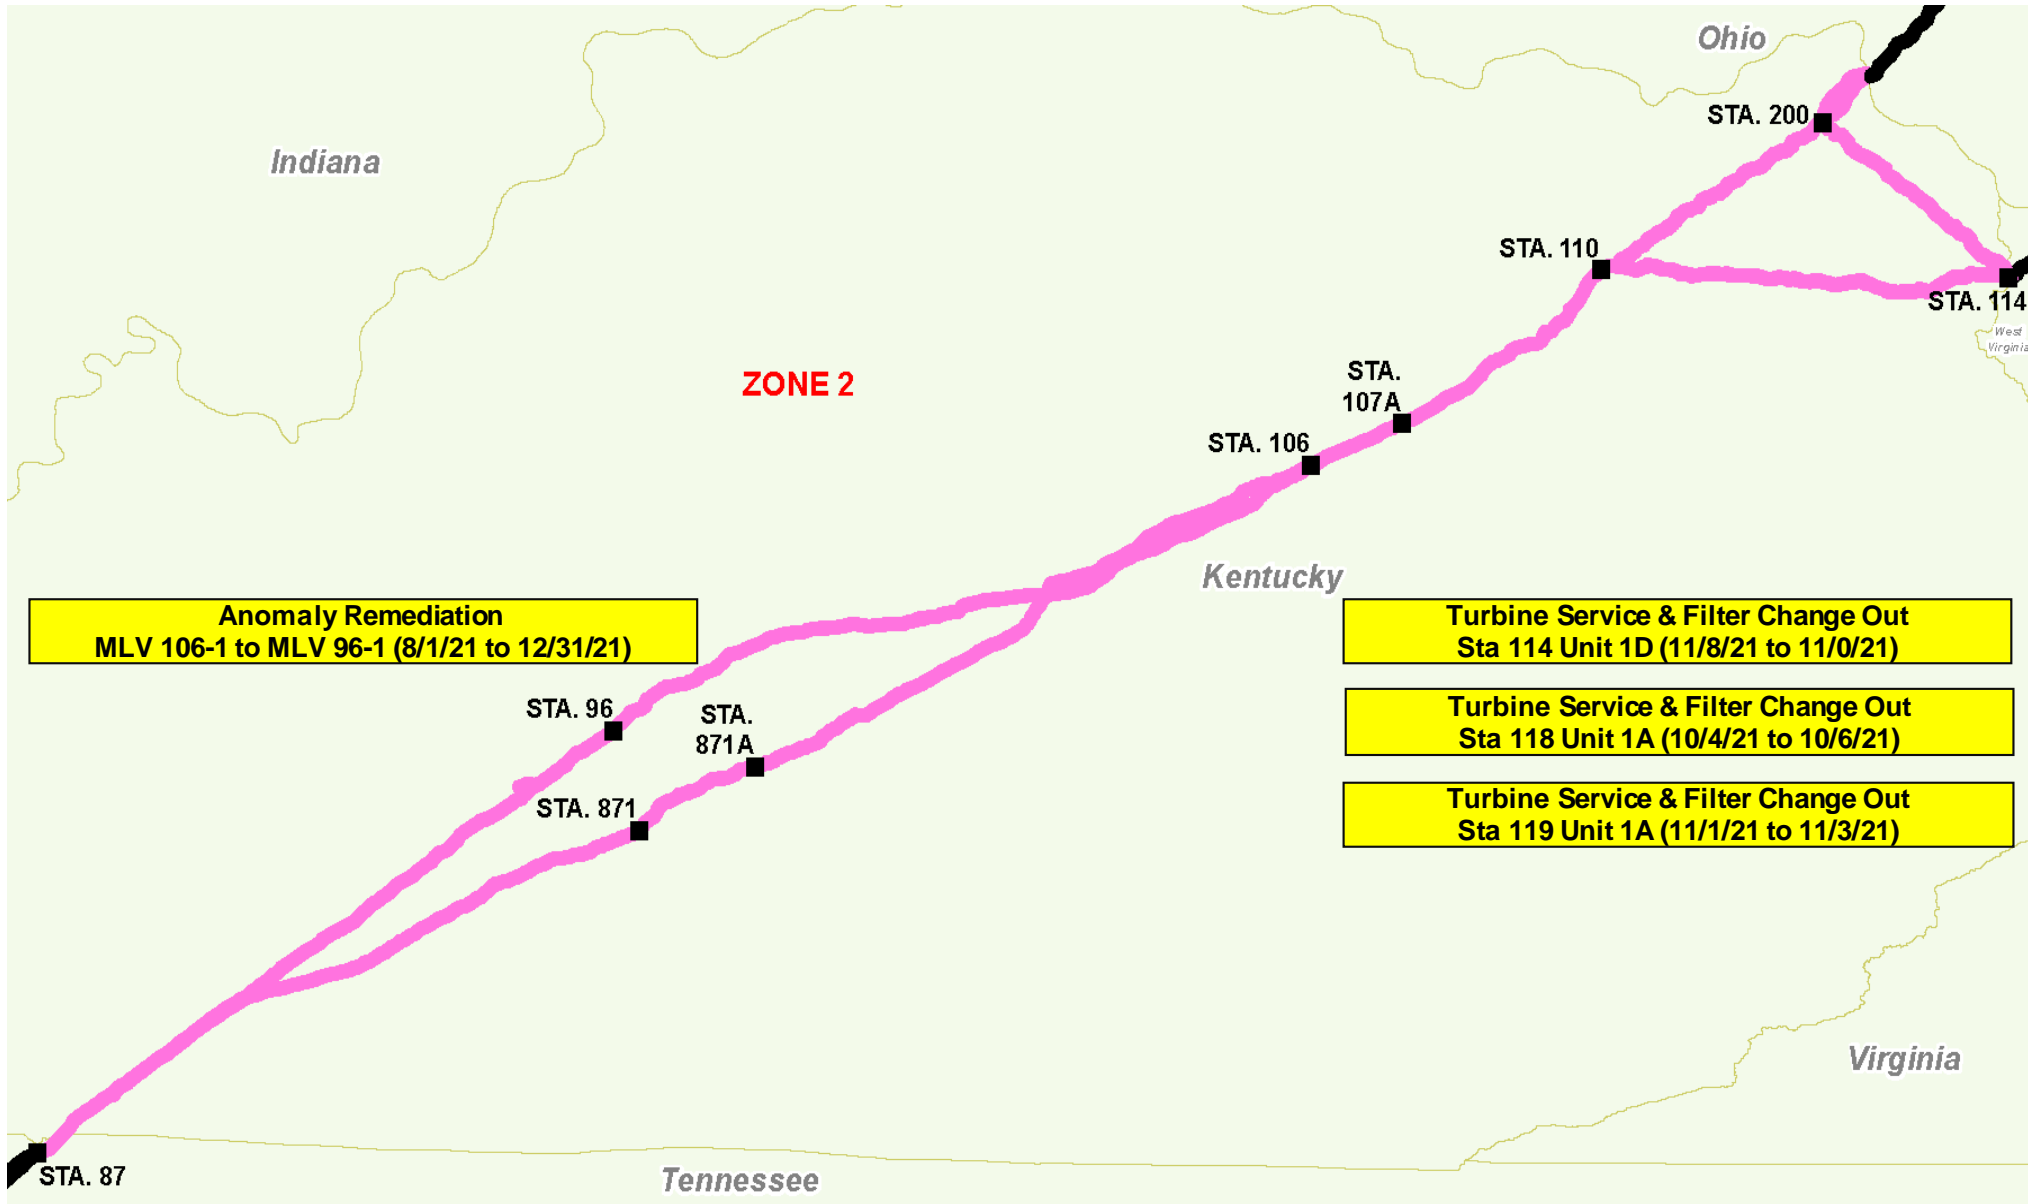 Ohio
STA. 200
Indiana
STA. 110
STA. 114
West
Virginia
STA.
107A
ZONE 2
STA. 106
Kentucky
Anomaly Remediation
MLV 106-1 to MLV 96-1 (8/1/21 to 12/31/21)
Turbine Service & Filter Change Out
Sta 114 Unit 1D (11/8/21 to 11/0/21)
STA. 96
STA.
871A
Turbine Service & Filter Change Out
Sta 118 Unit 1A (10/4/21 to 10/6/21)
STA. 871
Turbine Service & Filter Change Out
Sta 119 Unit 1A (11/1/21 to 11/3/21)
Virginia
STA. 87
Tennessee